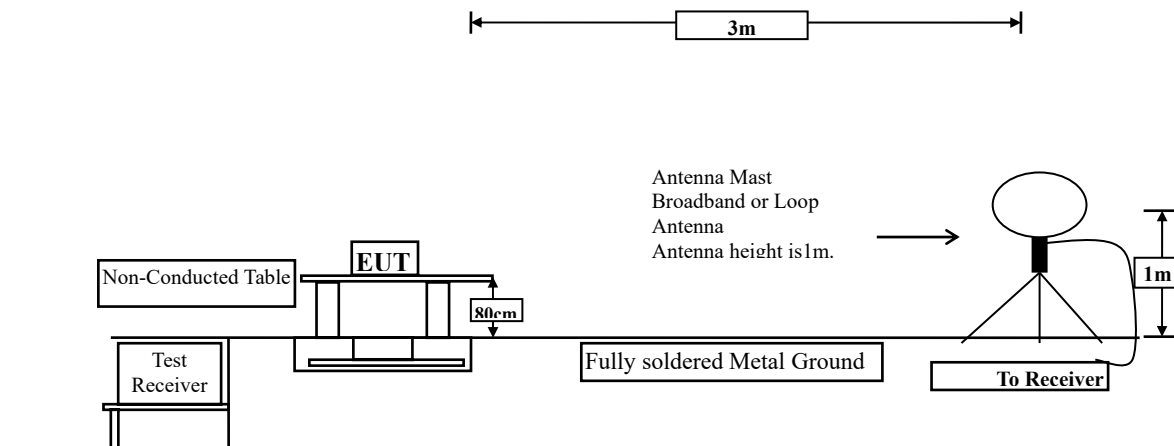 3m
Antenna Mast
Broadband or Loop
Antenna
Antenna height is1m.
EUT
Non-Conducted Table
80cm
1m
Test
Receiver
Fully soldered Metal Ground
To Receiver